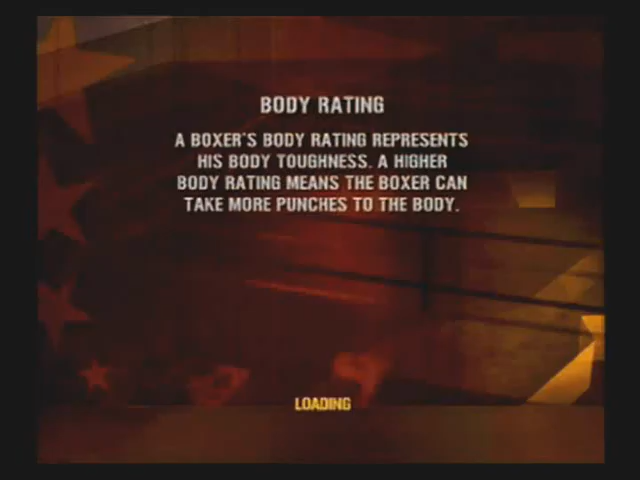 BODY RATING
A BOXER'S BODY RATING REPRESENTS
HIS BODY TOUGHNESS. A HIGHER
BODY RATING MEANS THE BOXER CAN
TAKE MORE PUNCHES TO THE BODY.
LOADING